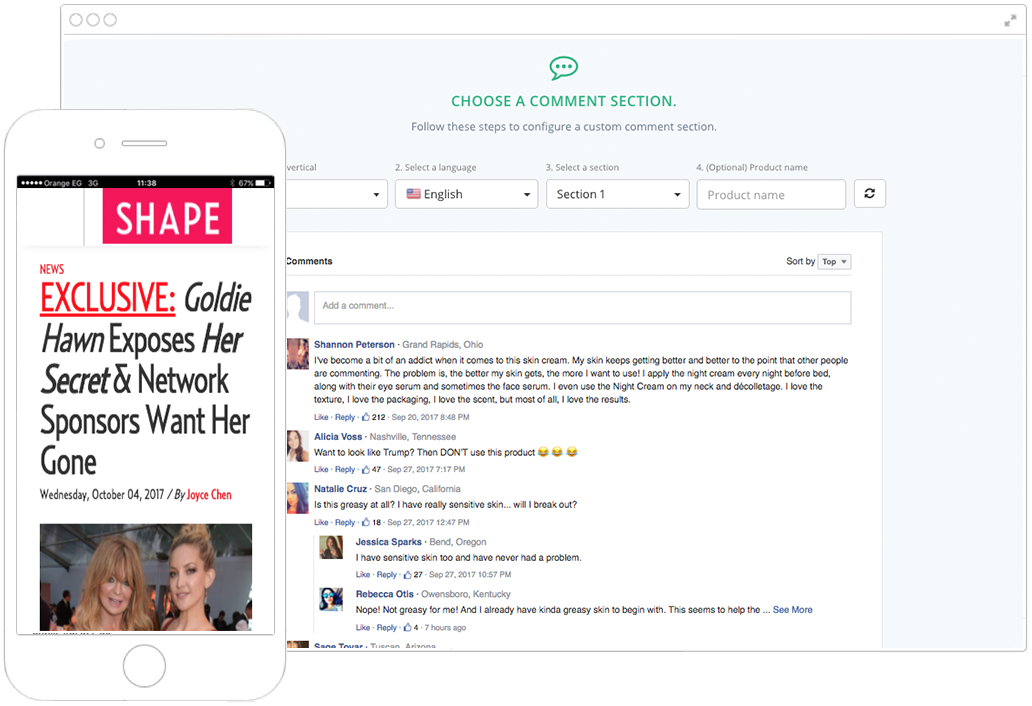 CHOOSE A COMMENT SECTION.
Follow these steps to configure a custom comment section.
vertical
2. Select a language
3. Select a section
4. (Optional) Product name
English
Section 1
Product name
Comments
Sort by Top
Add a comment...
Shannon Peterson · Grand Rapids, Ohio
I've become a bit of an addict when it comes to this skin cream. My skin keeps getting better and better to the point that other people
are commenting. The problem is, the better my skin gets, the more I want to use! I apply the night cream every night before bed,
along with their eye serum and sometimes the face serum. I even use the Night Cream on my neck and décolletage. I love the
texture, I love the packaging, I love the scent, but most of all, I love the results.
Like · Reply · 212 · Sep 20, 2017 8:48 PM
Alicia Voss · Nashville, Tennessee
Want to look like Trump? Then DON'T use this product 😂 😂 😂
Like · Reply · 47 · Sep 27, 2017 7:17 PM
Natalie Cruz · San Diego, California
Is this greasy at all? I have really sensitive skin... will I break out?
Like · Reply · 18 · Sep 27, 2017 12:47 PM
Jessica Sparks · Bend, Oregon
I have sensitive skin too and have never had a problem.
Like · Reply · 27 · Sep 27, 2017 10:57 PM
Rebecca Otis · Owensboro, Kentucky
Nope! Not greasy for me! And I already have kinda greasy skin to begin with. This seems to help the ... See More
Like · Reply · 4 · 7 hours ago
Sage Tovar · Tuscan, Arizona
Orange EG 3G 11:38 67%
SHAPE
NEWS
EXCLUSIVE: Goldie
Hawn Exposes Her
Secret & Network
Sponsors Want Her
Gone
Wednesday, October 04, 2017 / By Joyce Chen